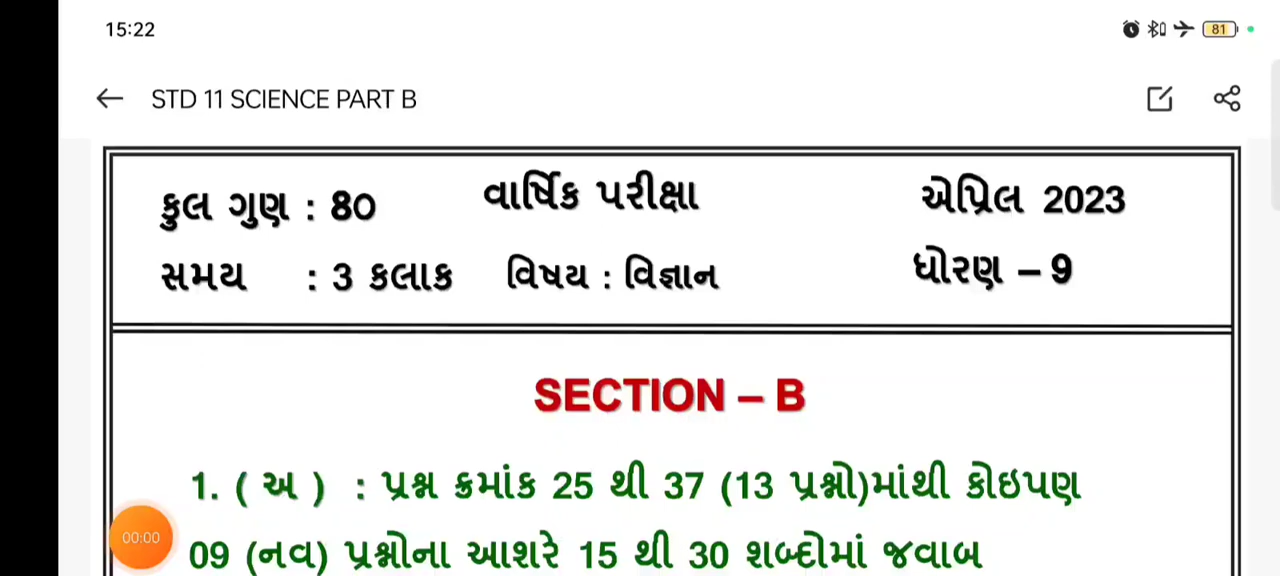 15:22
81
STD 11 SCIENCE PART B
કુલ ગુણ : 80 વાર્ષિક પરીક્ષા એપ્રિલ 2023
સમય : 3 કલાક વિષય : વિજ્ઞાન ધોરણ – 9
SECTION – B
1. ( અ ) : પ્રશ્ન ક્રમાંક 25 થી 37 (13 પ્રશ્નો)માંથી કોઇપણ
00:00
09 (નવ) પ્રશ્નોના આશરે 15 થી 30 શબ્દોમાં જવાબ